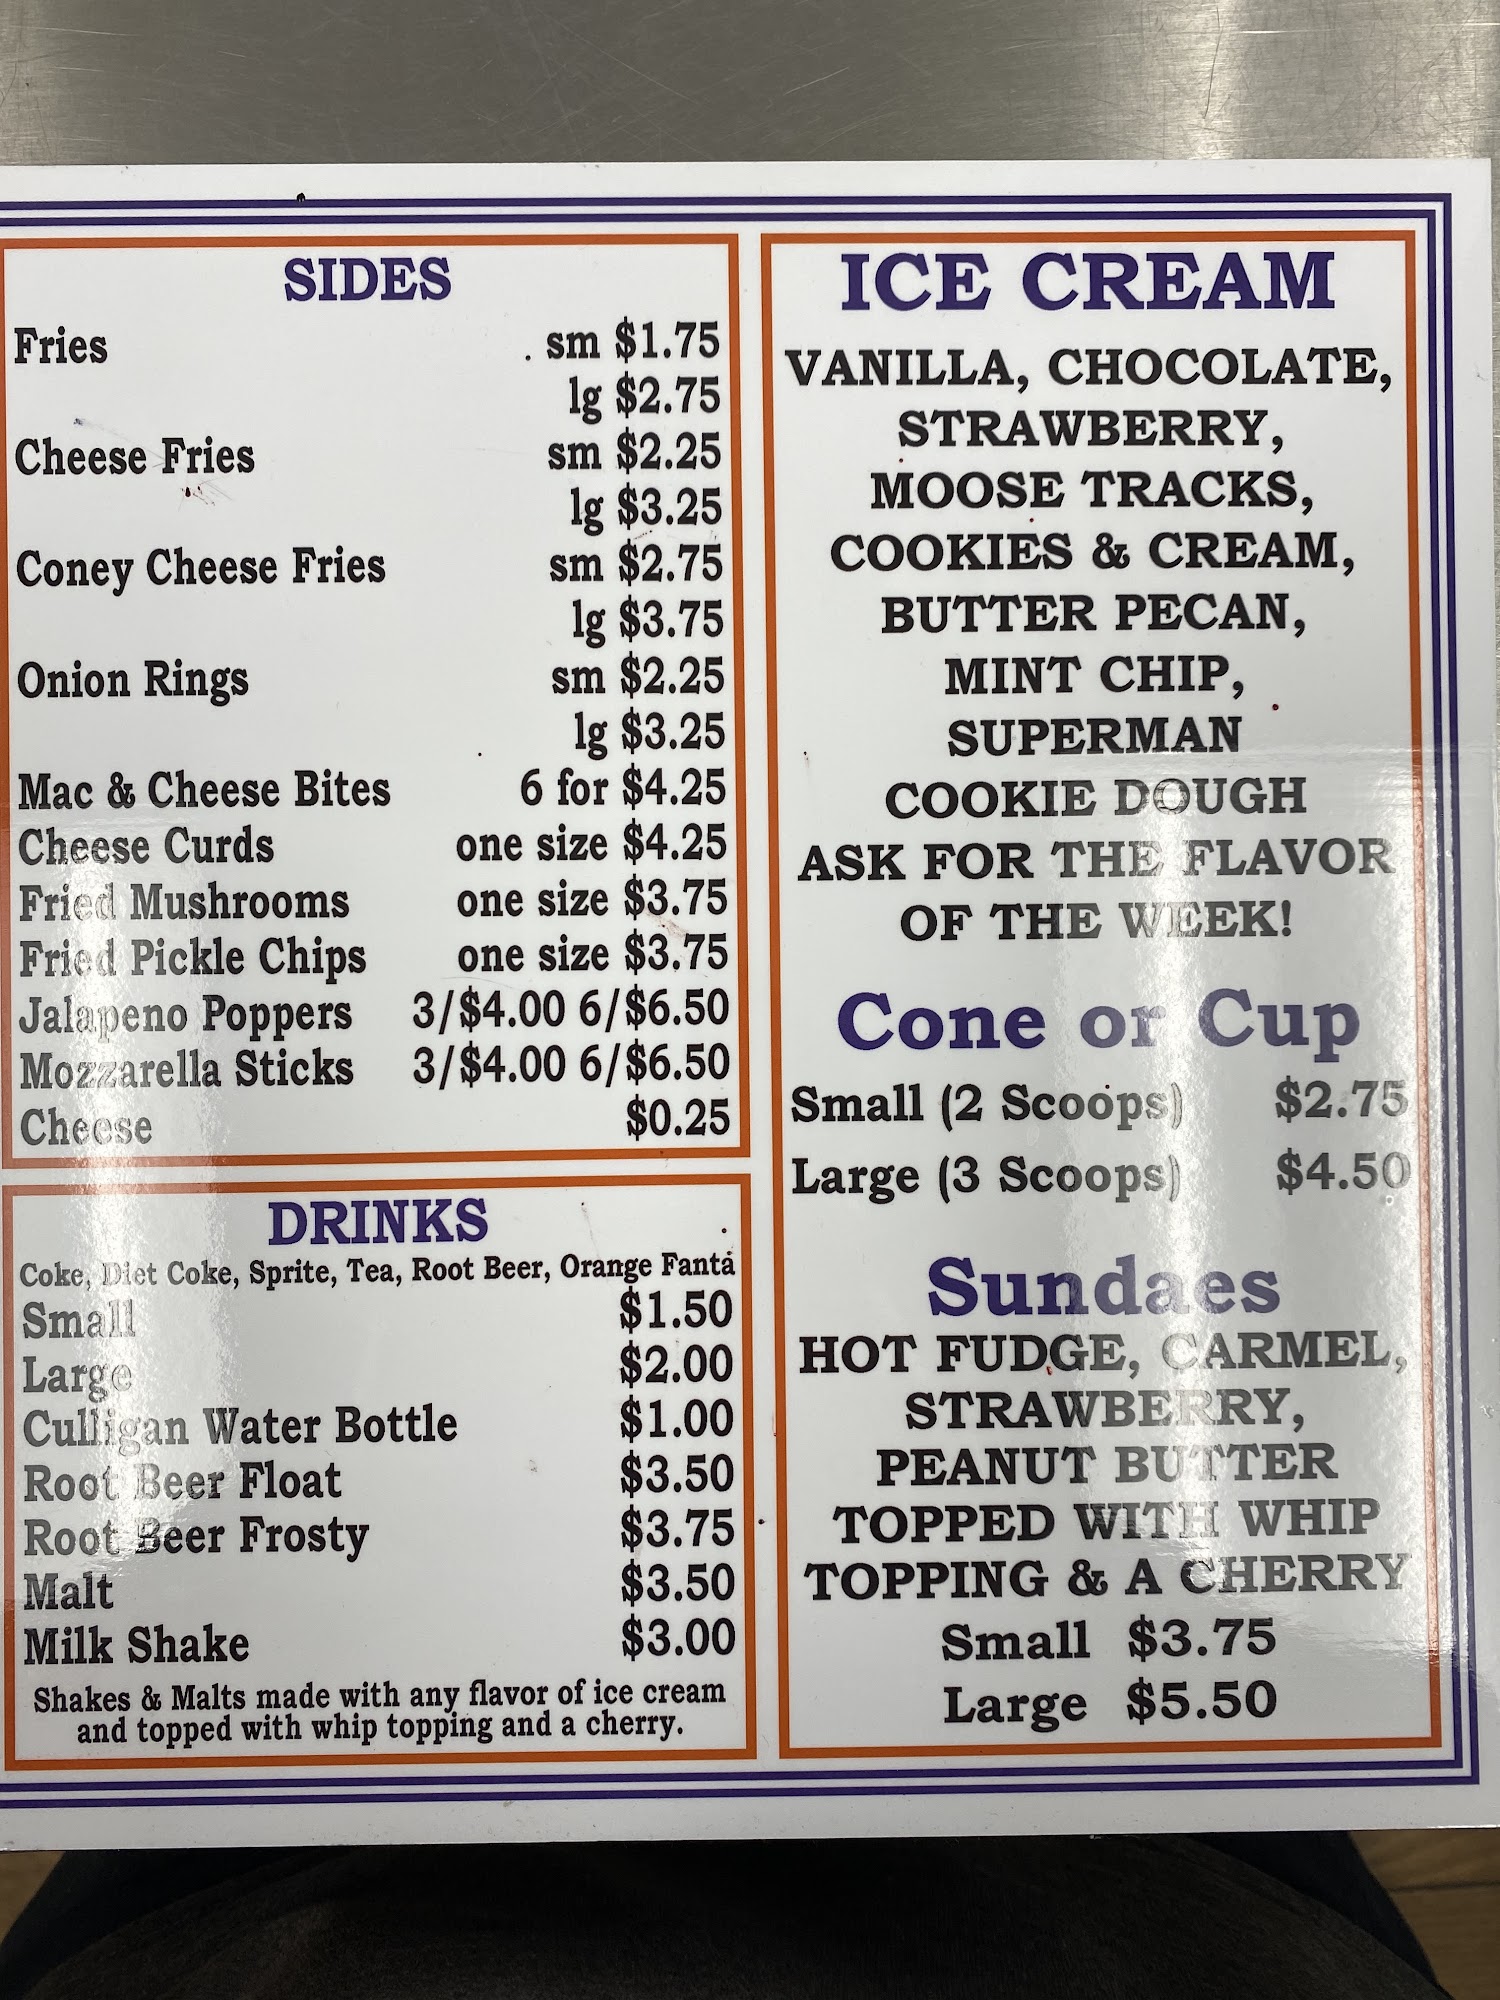 SIDES
Fries . sm $1.75
lg $2.75
Cheese Fries sm $2.25
lg $3.25
Coney Cheese Fries sm $2.75
lg $3.75
Onion Rings sm $2.25
lg $3.25
Mac & Cheese Bites 6 for $4.25
Cheese Curds one size $4.25
Fried Mushrooms one size $3.75
Fried Pickle Chips one size $3.75
Jalapeno Poppers 3/$4.00 6/$6.50
Mozzarella Sticks 3/$4.00 6/$6.50
Cheese $0.25
DRINKS
Coke, Diet Coke, Sprite, Tea, Root Beer, Orange Fanta
Small $1.50
Large $2.00
Culligan Water Bottle $1.00
Root Beer Float $3.50
Root Beer Frosty $3.75
Malt $3.50
Milk Shake $3.00
Shakes & Malts made with any flavor of ice cream
and topped with whip topping and a cherry.
ICE CREAM
VANILLA, CHOCOLATE,
STRAWBERRY,
MOOSE TRACKS,
COOKIES & CREAM,
BUTTER PECAN,
MINT CHIP,
SUPERMAN
COOKIE DOUGH
ASK FOR THE FLAVOR
OF THE WEEK!
Cone or Cup
Small (2 Scoops) $2.75
Large (3 Scoops) $4.50
Sundaes
HOT FUDGE, CARMEL,
STRAWBERRY,
PEANUT BUTTER
TOPPED WITH WHIP
TOPPING & A CHERRY
Small $3.75
Large $5.50